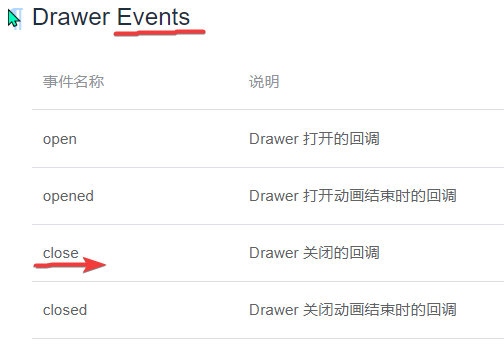 Drawer Events
事件名称 说明
open Drawer 打开的回调
opened Drawer 打开动画结束时的回调
close Drawer 关闭的回调
closed Drawer 关闭动画结束时的回调